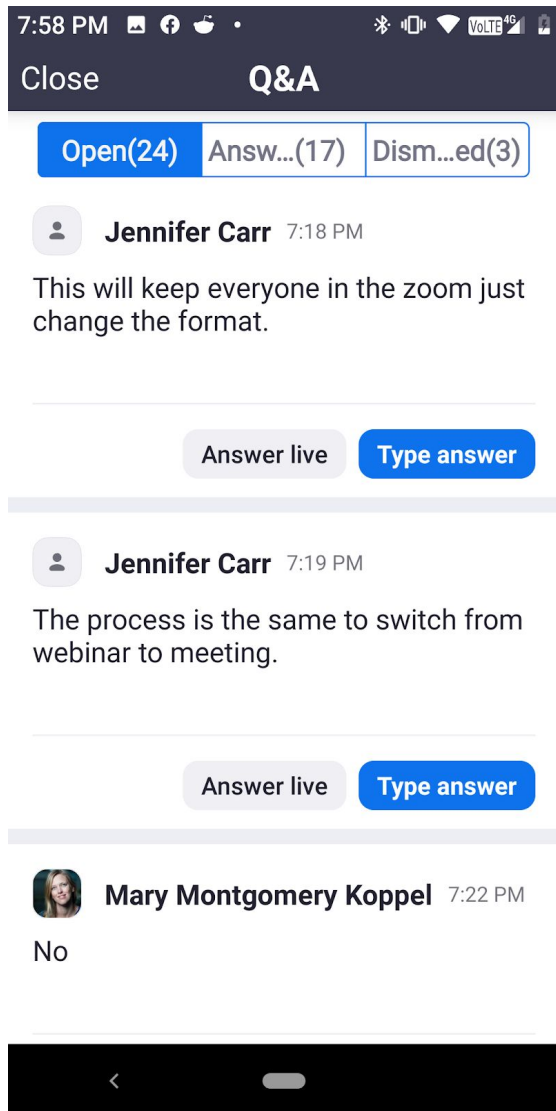 7:58 PM VoLTE 4G
Close Q&A
Open(24) Answ...(17) Dism...ed(3)
Jennifer Carr 7:18 PM
This will keep everyone in the zoom just
change the format.
Answer live Type answer
Jennifer Carr 7:19 PM
The process is the same to switch from
webinar to meeting.
Answer live Type answer
Mary Montgomery Koppel 7:22 PM
No